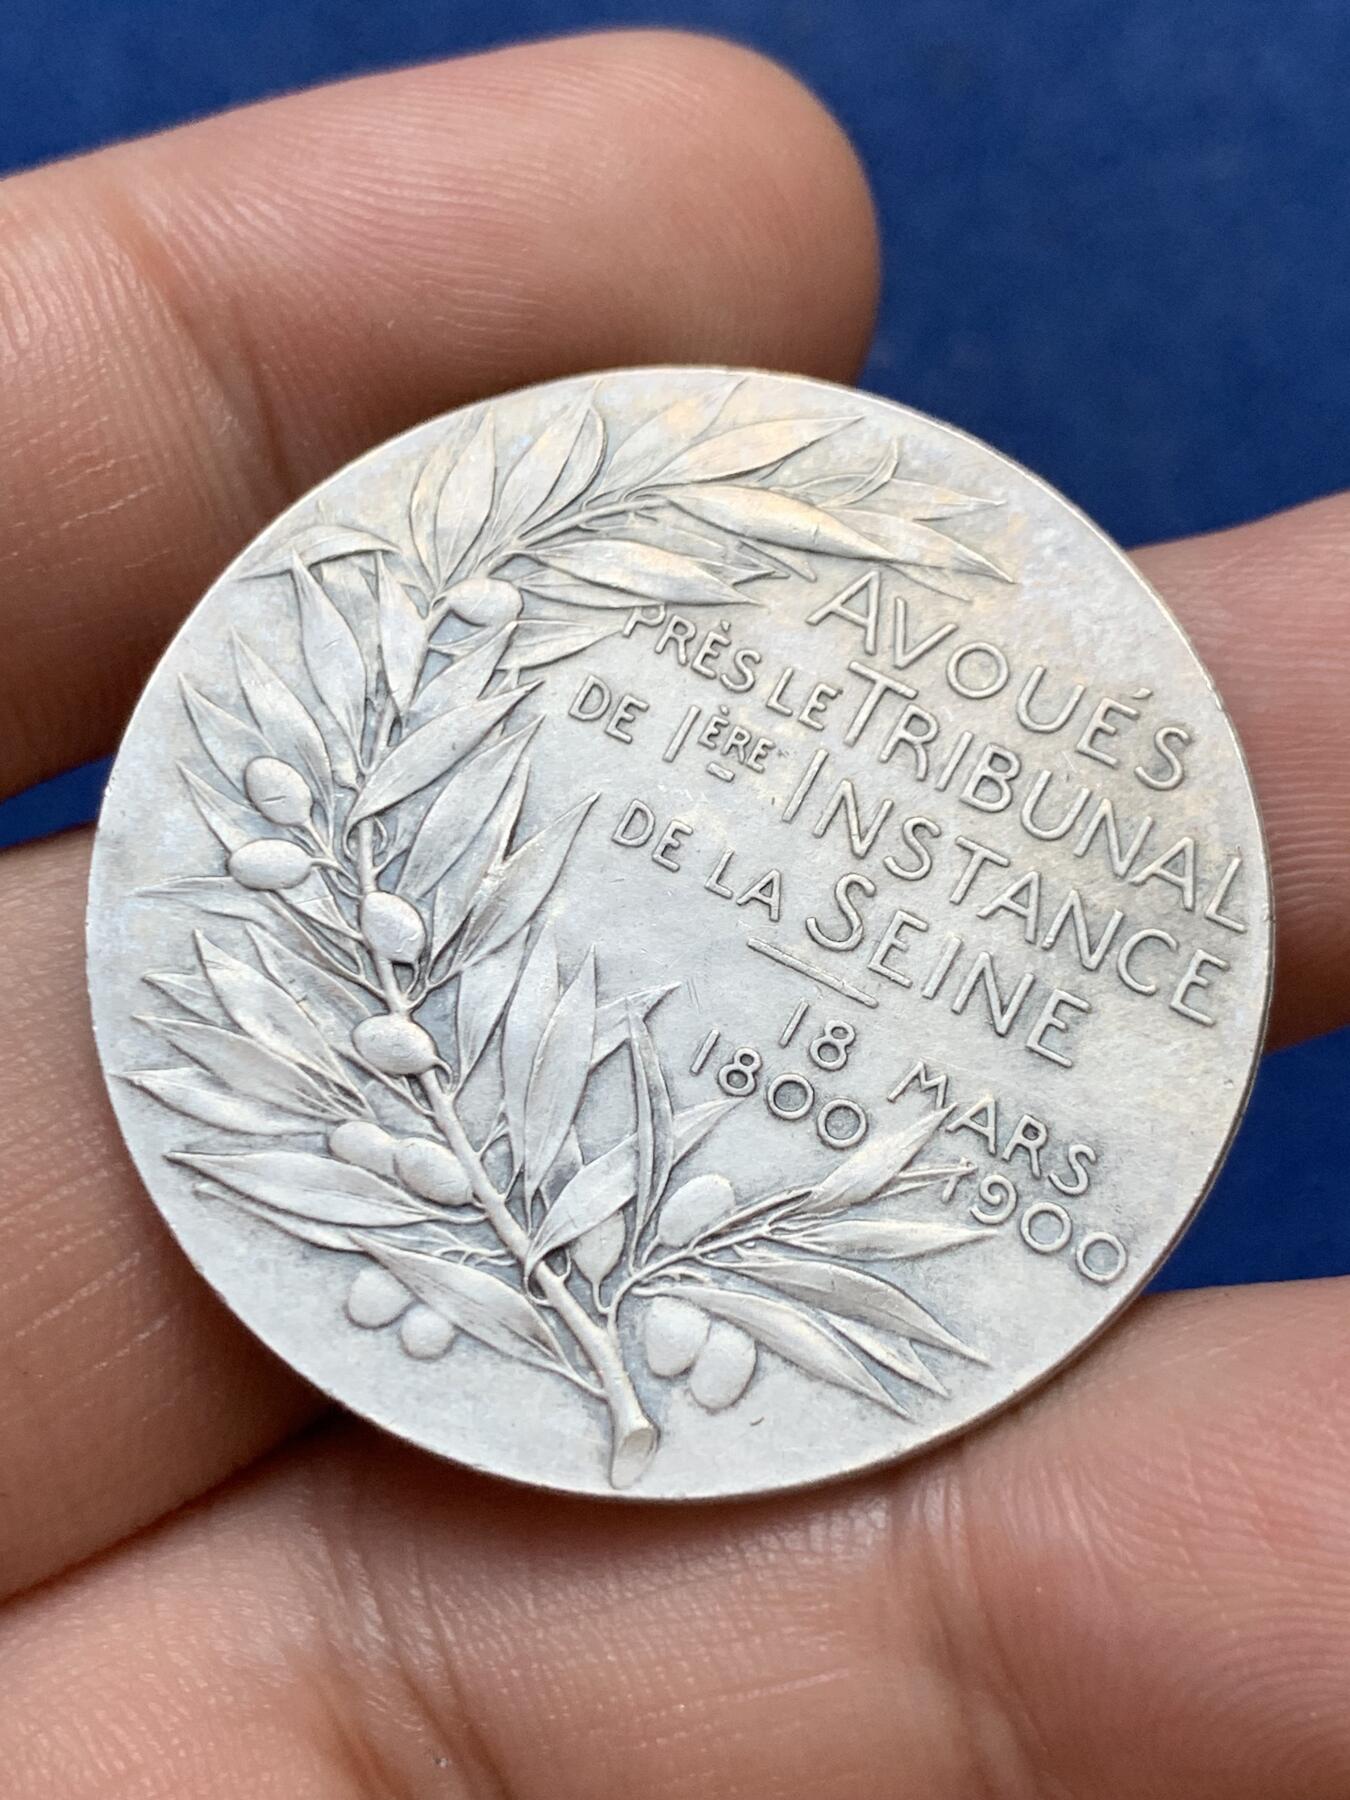 AVOUÉS
PRÈS LE TRIBUNAL
DE 1ÈRE INSTANCE
DE LA SEINE
18 MARS
1800 1900